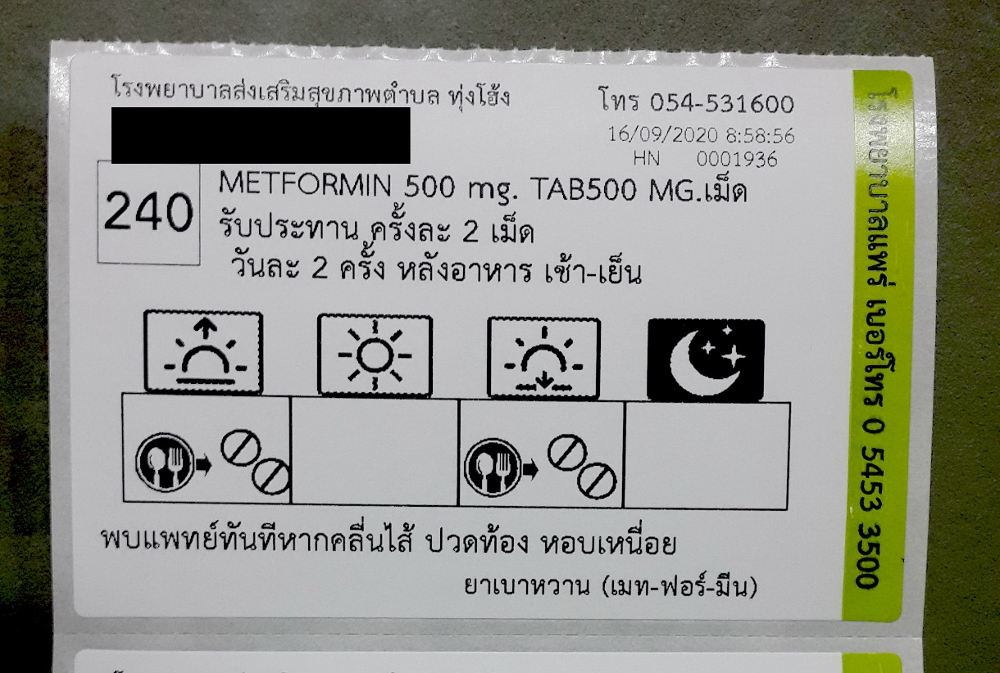 โรงพยาบาลส่งเสริมสุขภาพตำบล ทุ่งโฮ้ง
โทร 054-531600
16/09/2020 8:58:56
HN 0001936
240
METFORMIN 500 mg. TAB500 MG.เม็ด
รับประทาน ครั้งละ 2 เม็ด
วันละ 2 ครั้ง หลังอาหาร เช้า-เย็น
พบแพทย์ทันทีหากคลื่นไส้ ปวดท้อง หอบเหนื่อย
ยาเบาหวาน (เมท-ฟอร์-มีน)
โรงพยาบาลแพร่ เบอร์โทร 0 5453 3500